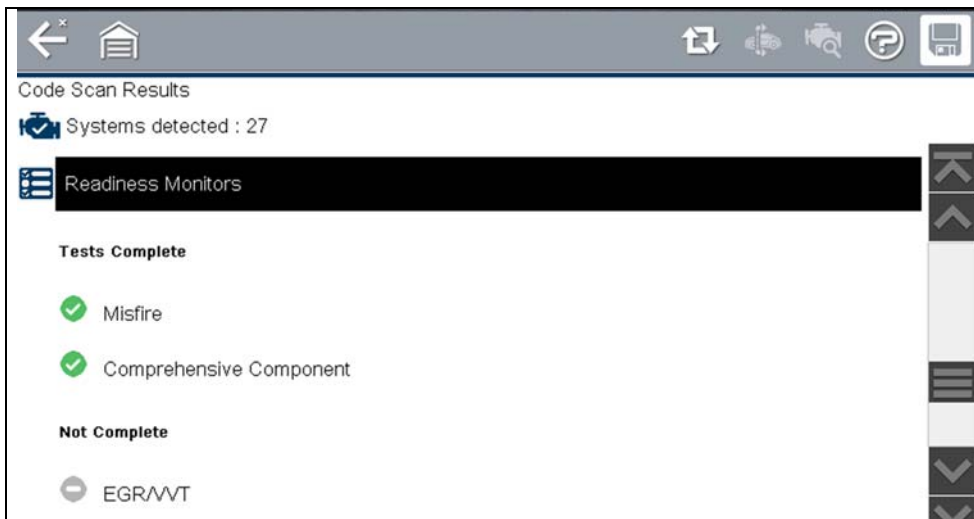 Code Scan Results
Systems detected : 27
Readiness Monitors
Tests Complete
Misfire
Comprehensive Component
Not Complete
EGR/VVT